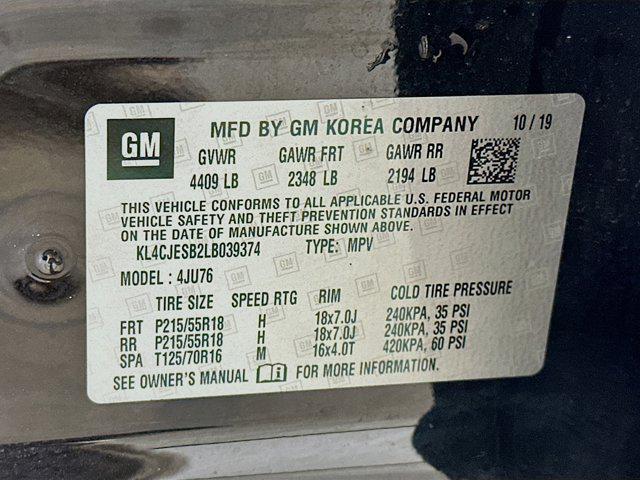 GM MFD BY GM KOREA COMPANY 10/19
GVWR GAWR FRT GAWR RR
4409 LB 2348 LB 2194 LB
THIS VEHICLE CONFORMS TO ALL APPLICABLE U.S. FEDERAL MOTOR
VEHICLE SAFETY AND THEFT PREVENTION STANDARDS IN EFFECT
ON THE DATE OF MANUFACTURE SHOWN ABOVE.
KL4CJESB2LB039374 TYPE: MPV
MODEL: 4JU76
TIRE SIZE SPEED RTG RIM COLD TIRE PRESSURE
FRT P215/55R18 H 18x7.0J 240KPA, 35 PSI
RR P215/55R18 H 18x7.0J 240KPA, 35 PSI
SPA T125/70R16 M 16x4.0T 420KPA, 60 PSI
SEE OWNER'S MANUAL FOR MORE INFORMATION.